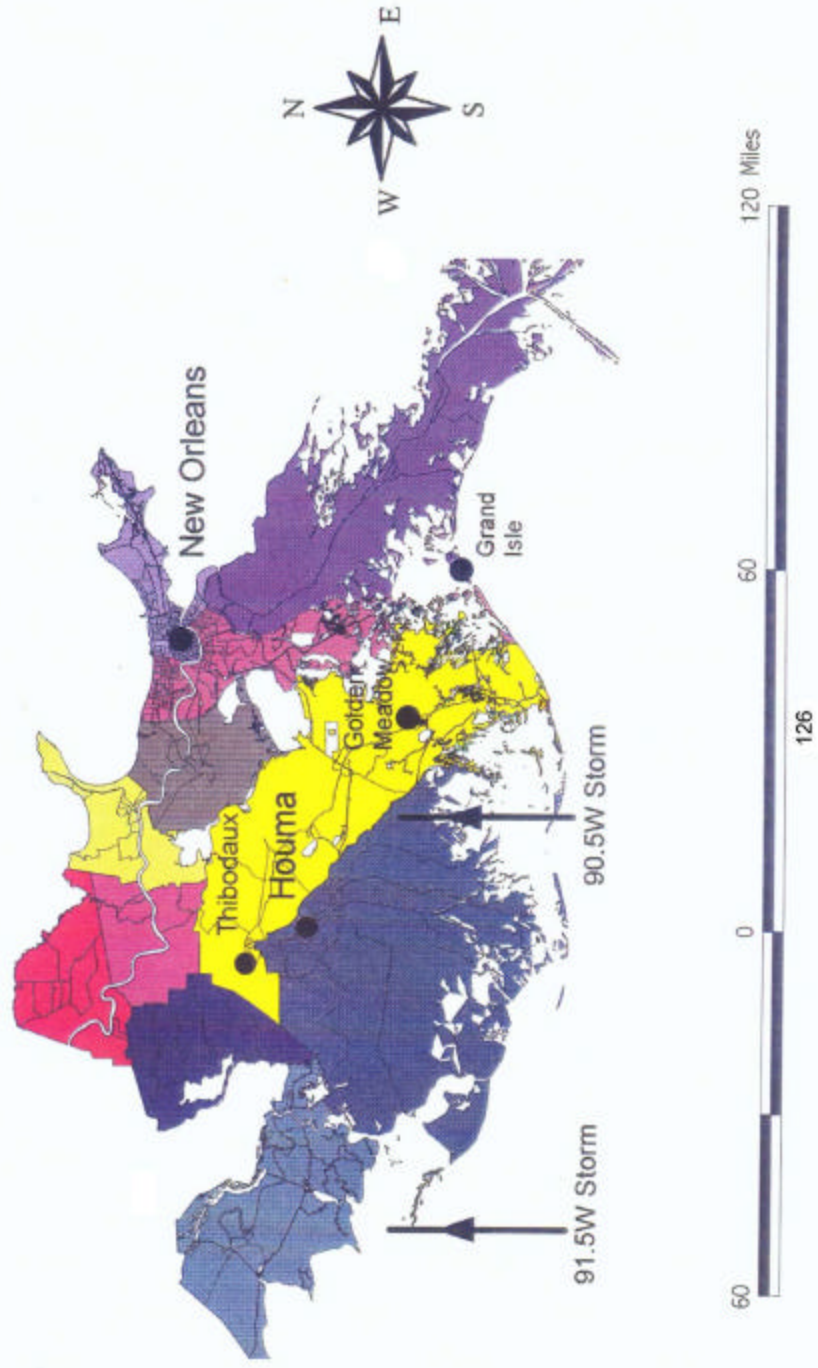 N
W
E
S
New Orleans
Thibodaux
Houma
Golden
Meadow
Grand
Isle
91.5W Storm
90.5W Storm
60
0
60
120 Miles
126